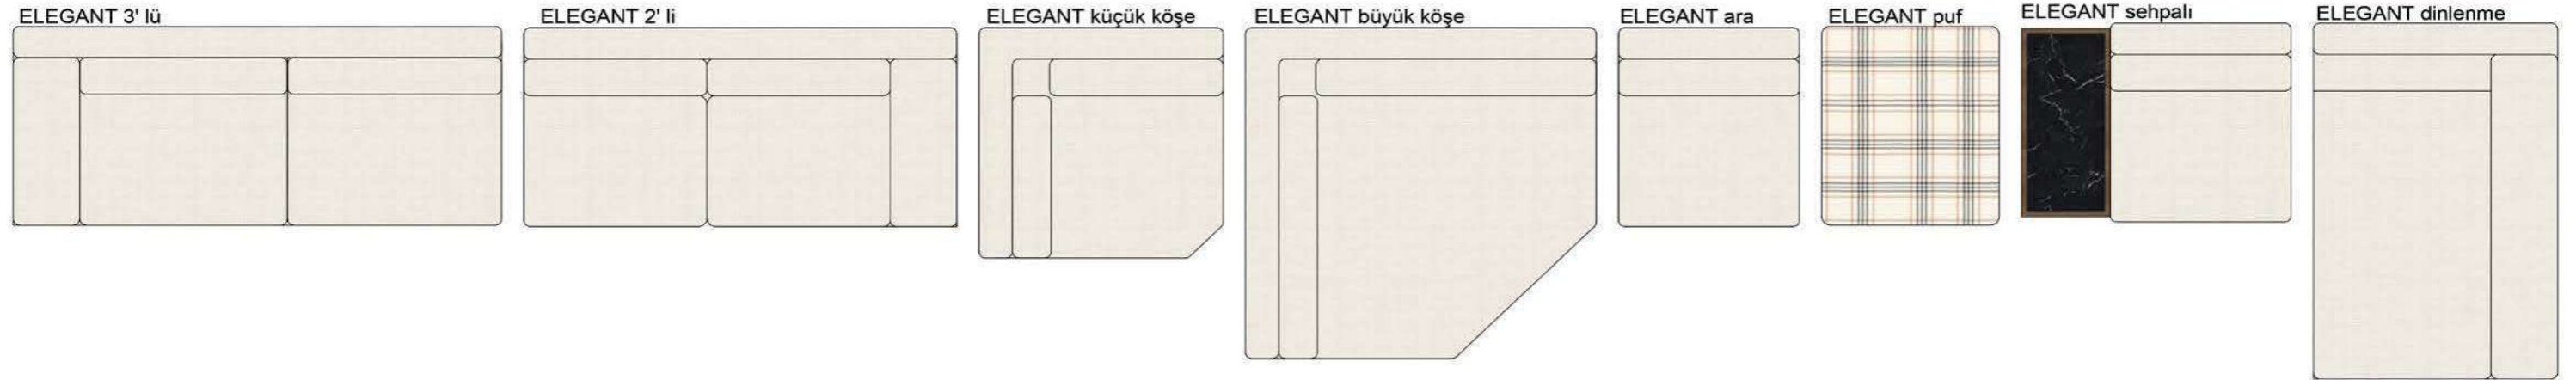 ELEGANT 3' lü
ELEGANT 2' li
ELEGANT küçük köşe
ELEGANT büyük köşe
ELEGANT ara
ELEGANT puf
ELEGANT sehpalı
ELEGANT dinlenme